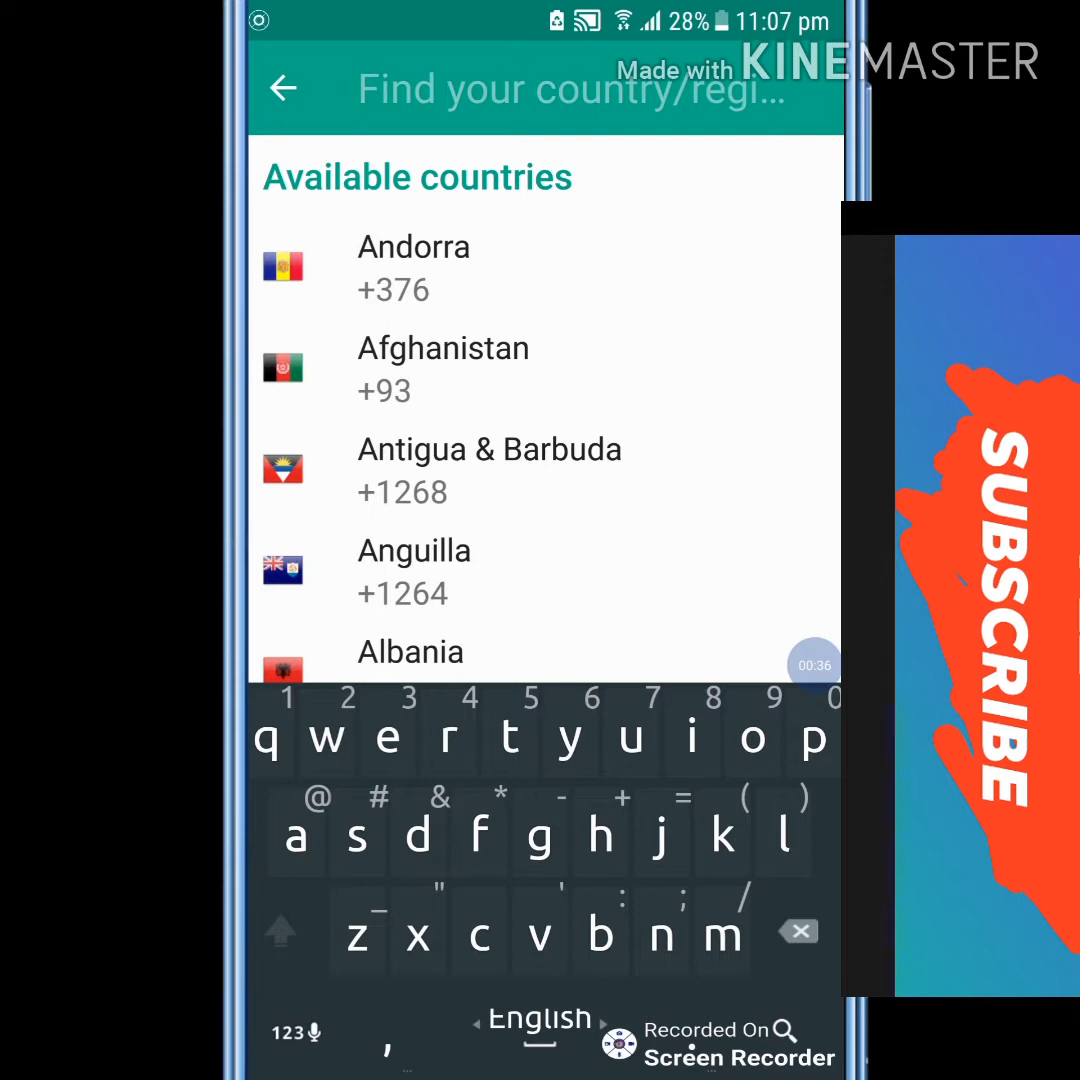 28% 11:07 pm
Made with KINEMASTER
Find your country/regi...
Available countries
Andorra
+376
Afghanistan
+93
Antigua & Barbuda
+1268
Anguilla
+1264
Albania
00:36
SUBSCRIBE
1 2 3 4 5 6 7 8 9 0
q w e r t y u i o p
@ # & * - + = ( )
a s d f g h j k l
_ " ' : ; /
z x c v b n m
123 , English .
Recorded On
Screen Recorder